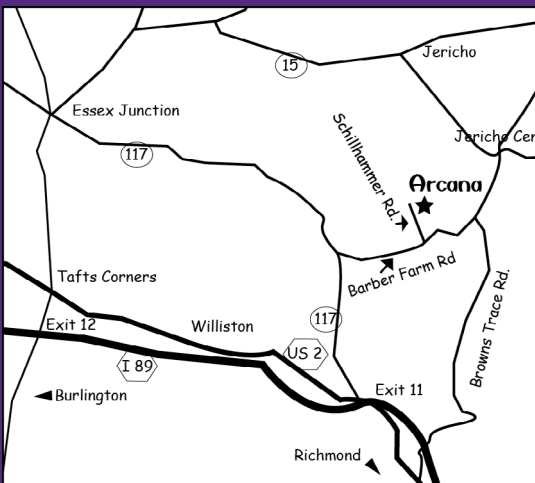 Jericho
15
Essex Junction
Schillhammer Rd.
Jericho Cen
117
Arcana
Barber Farm Rd
Tafts Corners
Browns Trace Rd.
117
Exit 12
Williston
US 2
I 89
Exit 11
Burlington
Richmond